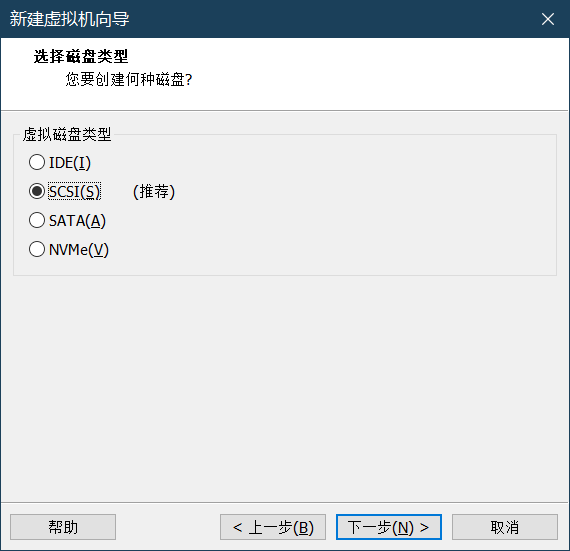 新建虚拟机向导
选择磁盘类型
您要创建何种磁盘?
虚拟磁盘类型
IDE(I)
SCSI(S) (推荐)
SATA(A)
NVMe(V)
帮助 < 上一步(B) 下一步(N) > 取消